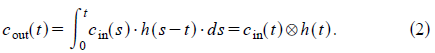 c_out(t) = ∫_0^t c_in(s)·h(s−t)·ds = c_in(t)⊗h(t). (2)